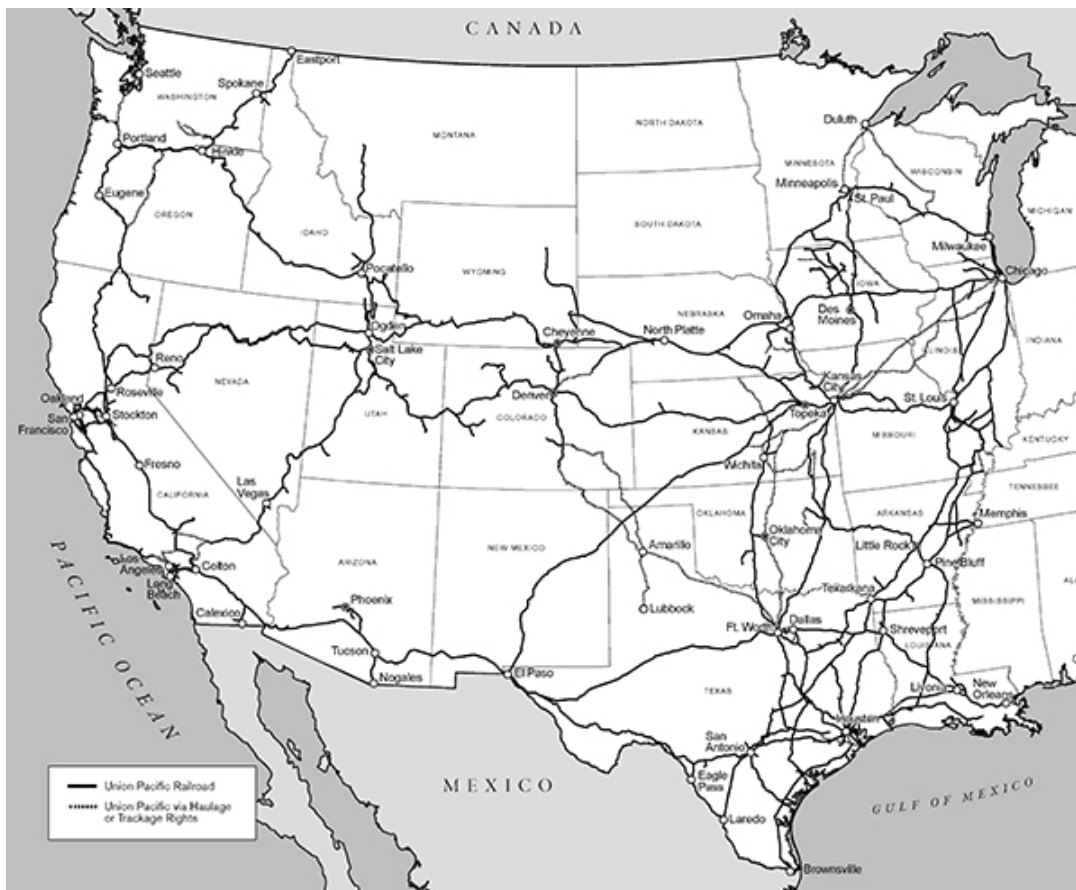 CANADA
Eastport
Seattle
Spokane
WASHINGTON
MONTANA
NORTH DAKOTA
Duluth
Portland
Hinkle
MINNESOTA
WISCONSIN
Minneapolis
St. Paul
Eugene
OREGON
IDAHO
SOUTH DAKOTA
MICHIGAN
Milwaukee
Pocatello
WYOMING
Chicago
IOWA
NEBRASKA
Omaha
Des
Moines
Ogden
Cheyenne
North Platte
Salt Lake
City
Reno
ILLINOIS
INDIANA
Roseville
NEVADA
Kansas
City
Oakland
San
Francisco
Stockton
UTAH
COLORADO
Denver
Topeka
St. Louis
KANSAS
MISSOURI
KENTUCKY
Fresno
Wichita
Las
Vegas
CALIFORNIA
TENNESSEE
OKLAHOMA
ARKANSAS
Memphis
Oklahoma
City
NEW MEXICO
Amarillo
Little Rock
Pine Bluff
Los
Angeles
Long
Beach
Colton
ARIZONA
Texarkana
Phoenix
Lubbock
MISSISSIPPI
Calexico
Ft. Worth
Dallas
Shreveport
LOUISIANA
Tucson
El Paso
Nogales
TEXAS
Livonia
New
Orleans
Houston
San
Antonio
PACIFIC OCEAN
MEXICO
Eagle
Pass
GULF OF MEXICO
Laredo
Brownsville
Union Pacific Railroad
Union Pacific via Haulage
or Trackage Rights